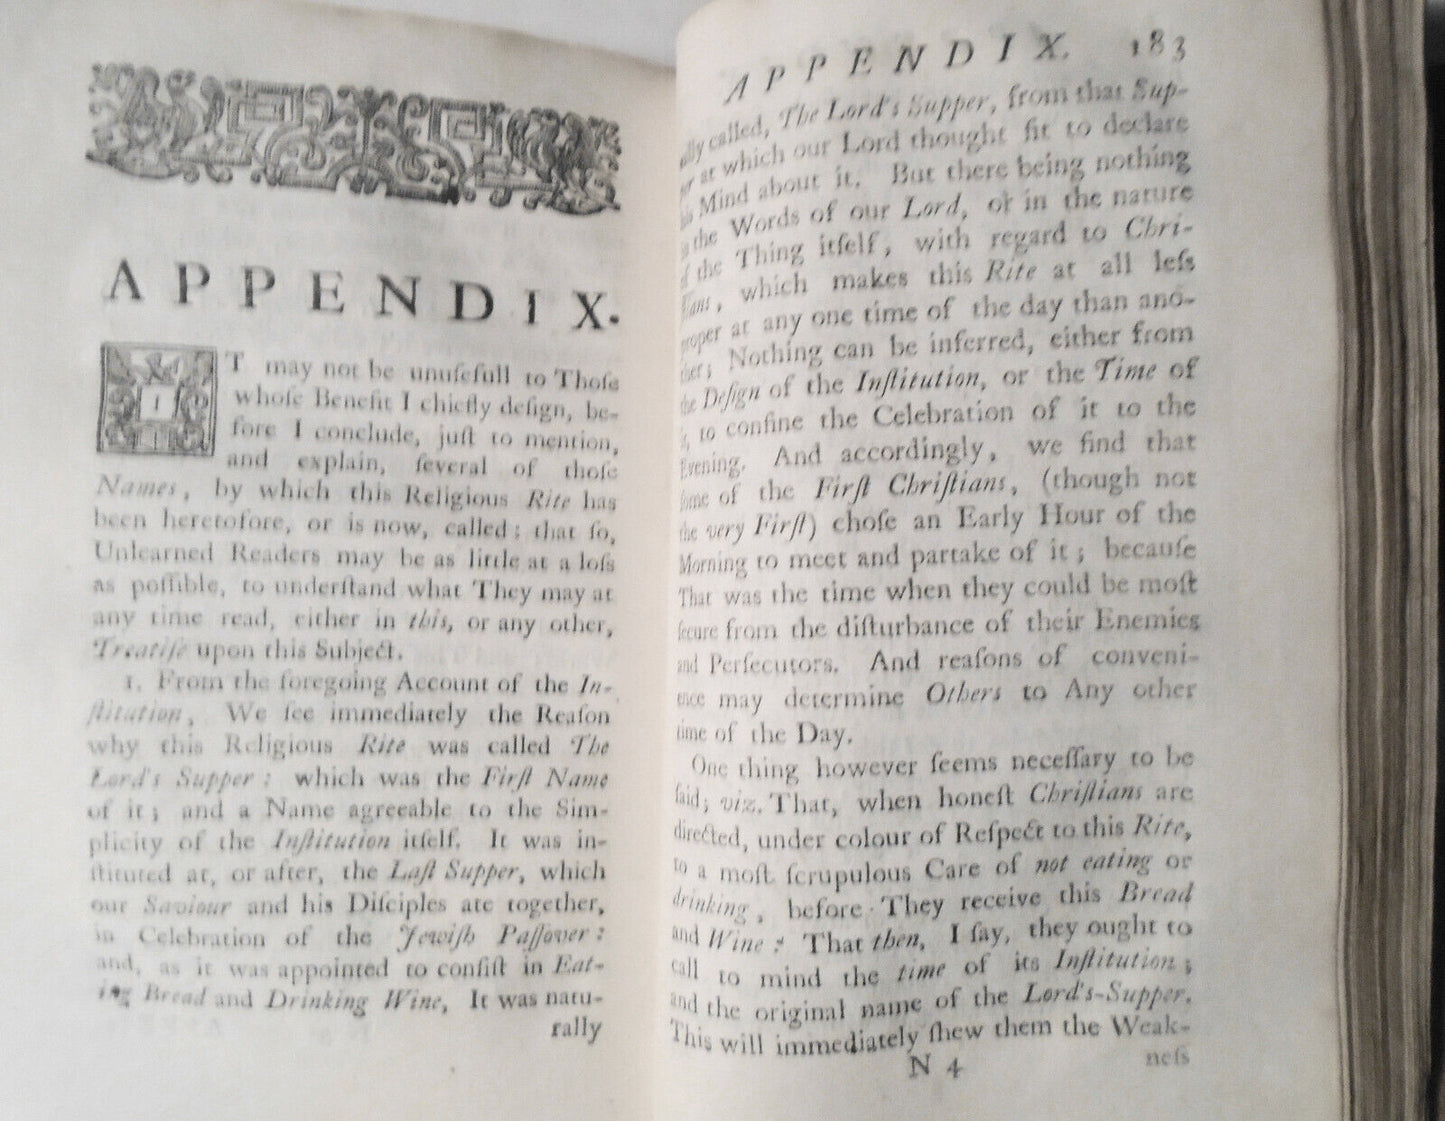 APPENDIX.
IT may not be unuſefull to Thoſe
whoſe Benefit I chiefly deſign, be-
fore I conclude, juſt to mention,
and explain, ſeveral of thoſe
Names, by which this Religious Rite has
been heretofore, or is now, called; that ſo,
Unlearned Readers may be as little at a loſs
as poſſible, to underſtand what They may at
any time read, either in this, or any other,
Treatiſe upon this Subject.
1. From the foregoing Account of the In-
ſtitution, We ſee immediately the Reaſon
why this Religious Rite was called The
Lord's Supper: which was the Firſt Name
of it; and a Name agreeable to the Sim-
plicity of the Inſtitution itſelf. It was in-
ſtituted at, or after, the Laſt Supper, which
our Saviour and his Diſciples ate together,
in Celebration of the Jewiſh Paſſover:
and, as it was appointed to conſiſt in Eat-
ing Bread and Drinking Wine, It was natu-
rally
APPENDIX. 183
ally called, The Lord's Supper, from that Sup-
er at which our Lord thought fit to declare
Mind about it. But there being nothing
the Words of our Lord, or in the nature
of the Thing itſelf, with regard to Chri-
ſtians, which makes this Rite at all leſs
proper at any one time of the day than ano-
ther; Nothing can be inferred, either from
the Deſign of the Inſtitution, or the Time of
to confine the Celebration of it to the
Evening. And accordingly, we find that
ſome of the Firſt Chriſtians, (though not
the very Firſt) choſe an Early Hour of the
Morning to meet and partake of it; becauſe
That was the time when they could be moſt
ſecure from the diſturbance of their Enemies
and Perſecutors. And reaſons of conveni-
ence may determine Others to Any other
time of the Day.
One thing however ſeems neceſſary to be
ſaid; viz. That, when honeſt Chriſtians are
directed, under colour of Reſpect to this Rite,
to a moſt ſcrupulous Care of not eating or
drinking, before They receive this Bread
and Wine: That then, I ſay, they ought to
call to mind the time of its Inſtitution;
and the original name of the Lord's-Supper.
This will immediately ſhew them the Weak-
N 4
neſs